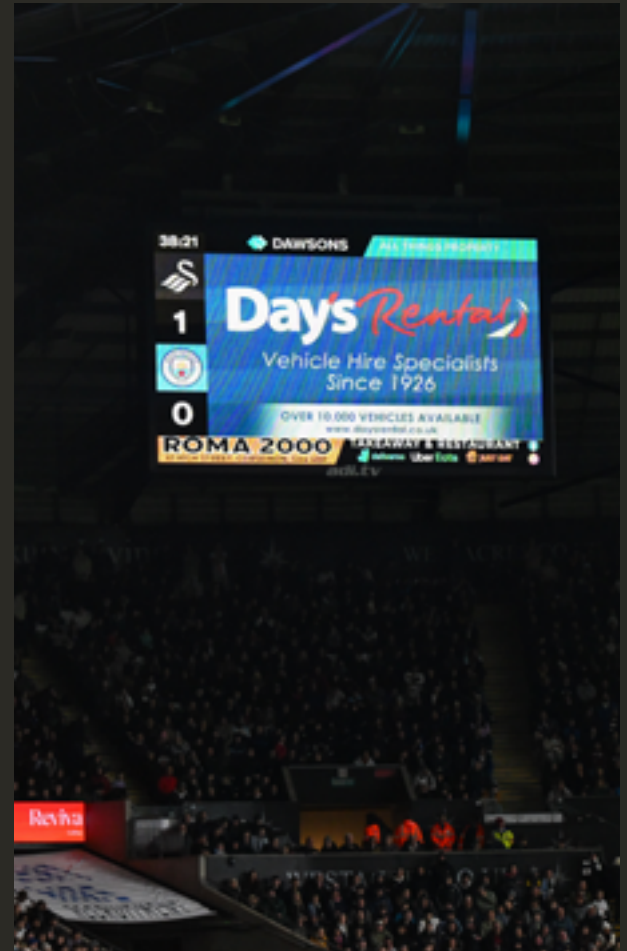 38:21 DAWSONS ALL THINGS PROPERTY
1
0
Day's Rental
Vehicle Hire Specialists
Since 1926
OVER 10,000 VEHICLES AVAILABLE
www.daysrental.co.uk
ROMA 2000 TAKEAWAY & RESTAURANT
deliveroo Uber Eats JUST EAT
adi.tv
Reviva